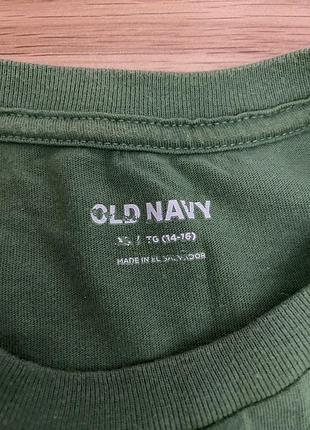 OLD NAVY
XL / TG (14-16)
MADE IN EL SALVADOR